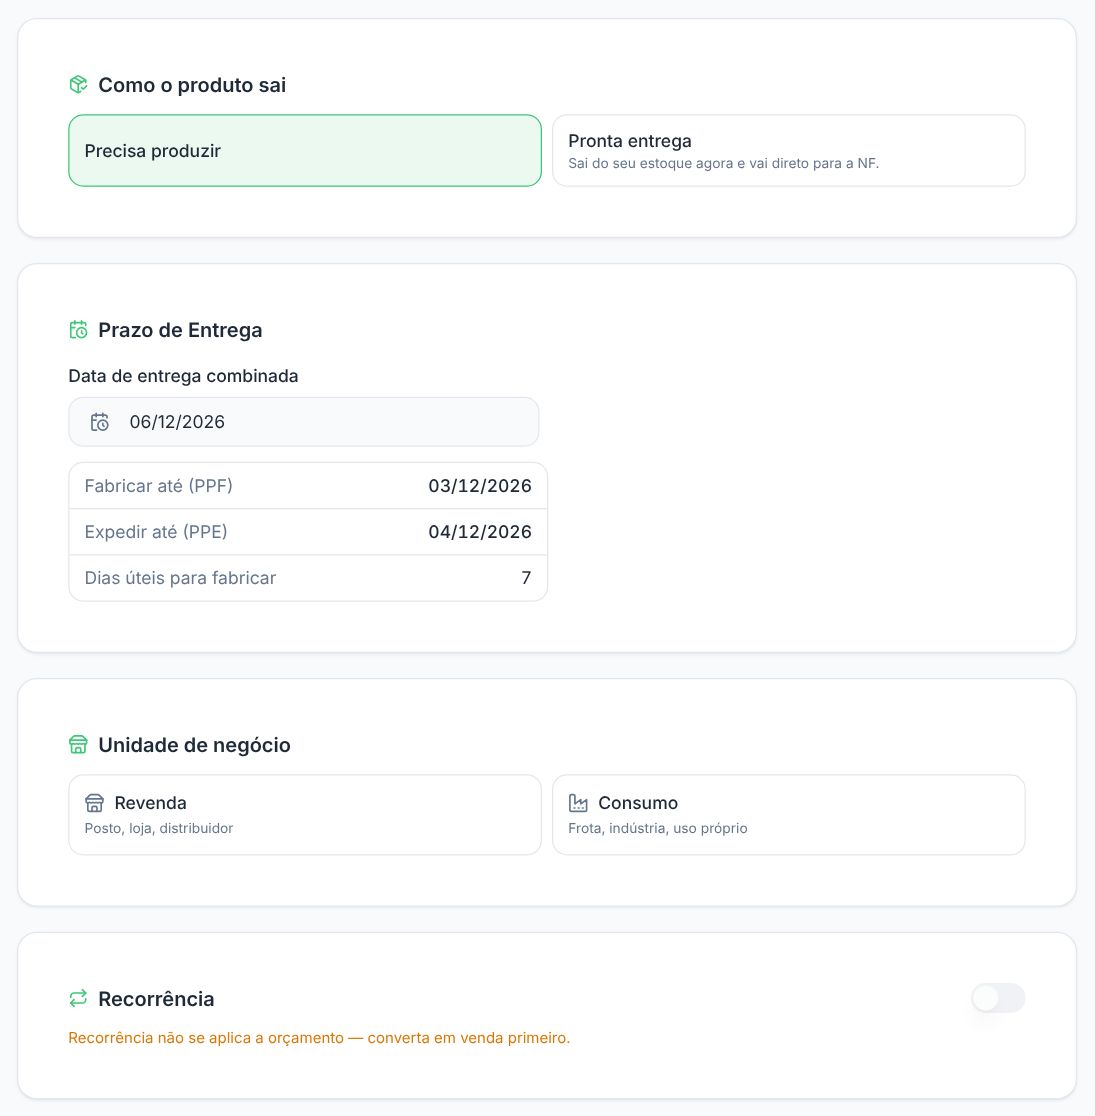 Como o produto sai
Precisa produzir
Pronta entrega
Sai do seu estoque agora e vai direto para a NF.
Prazo de Entrega
Data de entrega combinada
06/12/2026
Fabricar até (PPF) 03/12/2026
Expedir até (PPE) 04/12/2026
Dias úteis para fabricar 7
Unidade de negócio
Revenda
Posto, loja, distribuidor
Consumo
Frota, indústria, uso próprio
Recorrência
Recorrência não se aplica a orçamento — converta em venda primeiro.